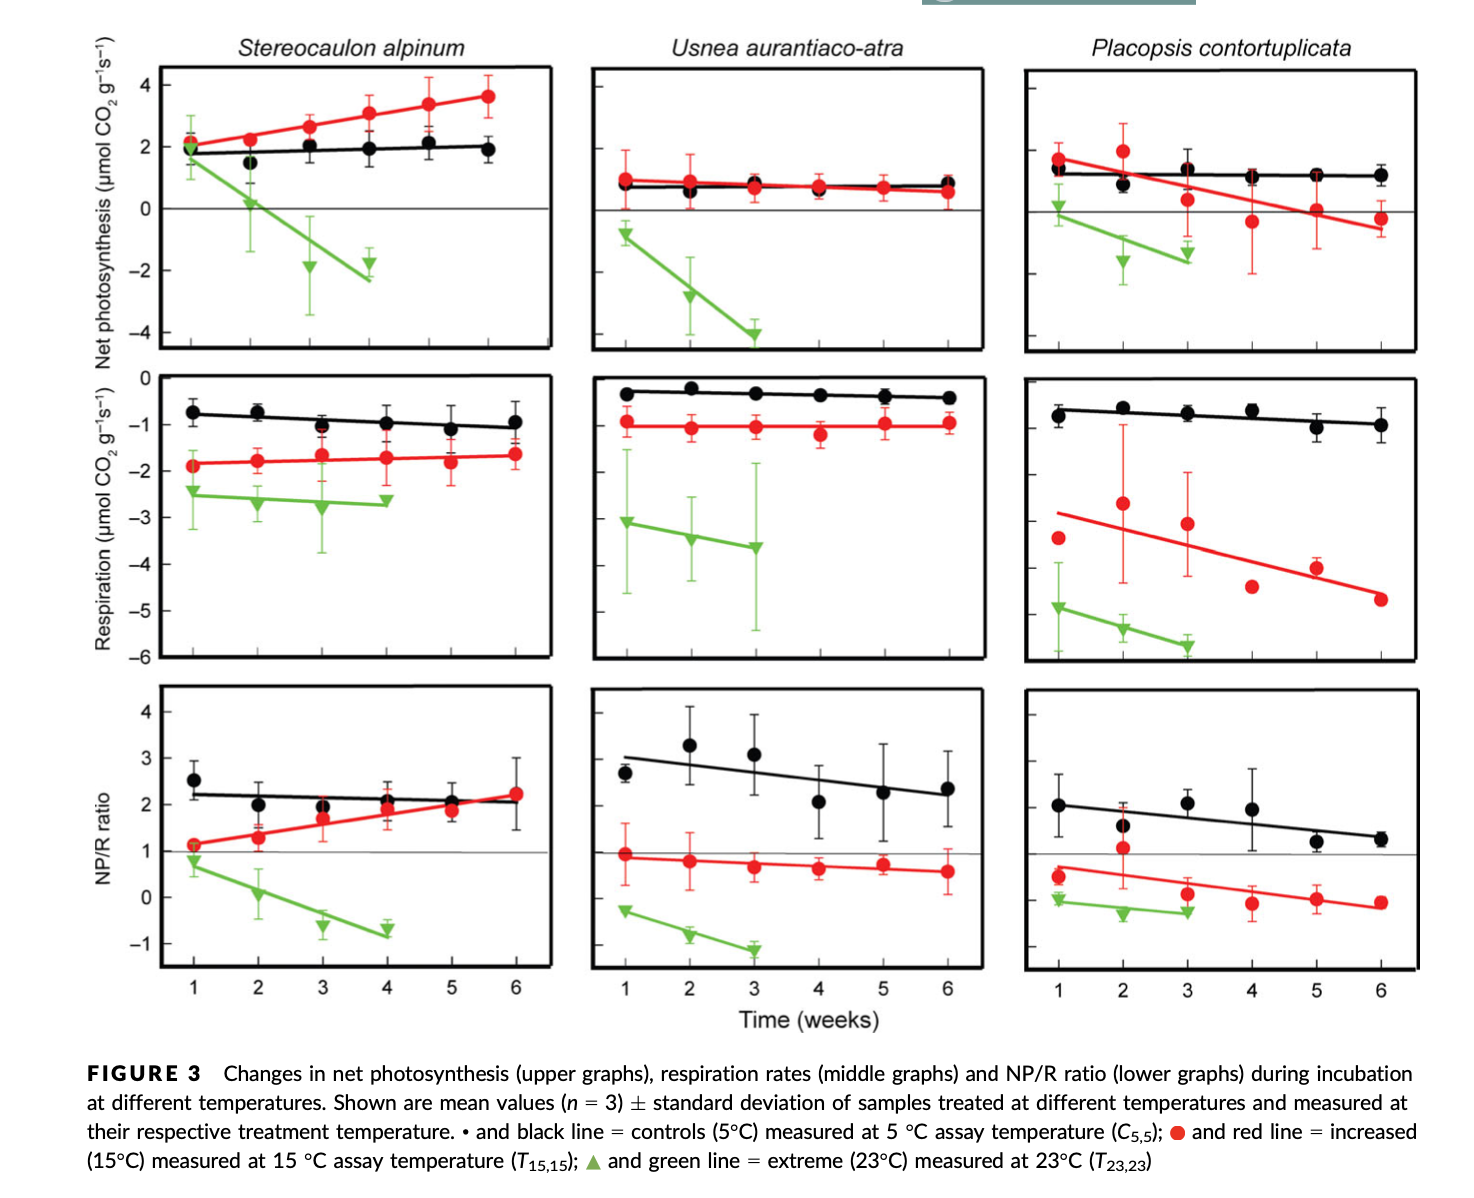 Stereocaulon alpinum
Usnea aurantiaco-atra
Placopsis contortuplicata
Net photosynthesis (µmol CO₂ g⁻¹s⁻¹)
4
2
0
–2
–4
Respiration (µmol CO₂ g⁻¹s⁻¹)
0
–1
–2
–3
–4
–5
–6
NP/R ratio
4
3
2
1
0
–1
1 2 3 4 5 6
1 2 3 4 5 6
1 2 3 4 5 6
Time (weeks)
FIGURE 3 Changes in net photosynthesis (upper graphs), respiration rates (middle graphs) and NP/R ratio (lower graphs) during incubation
at different temperatures. Shown are mean values (n = 3) ± standard deviation of samples treated at different temperatures and measured at
their respective treatment temperature. • and black line = controls (5°C) measured at 5 °C assay temperature (C₅,₅); ● and red line = increased
(15°C) measured at 15 °C assay temperature (T₁₅,₁₅); ▲ and green line = extreme (23°C) measured at 23°C (T₂₃,₂₃)